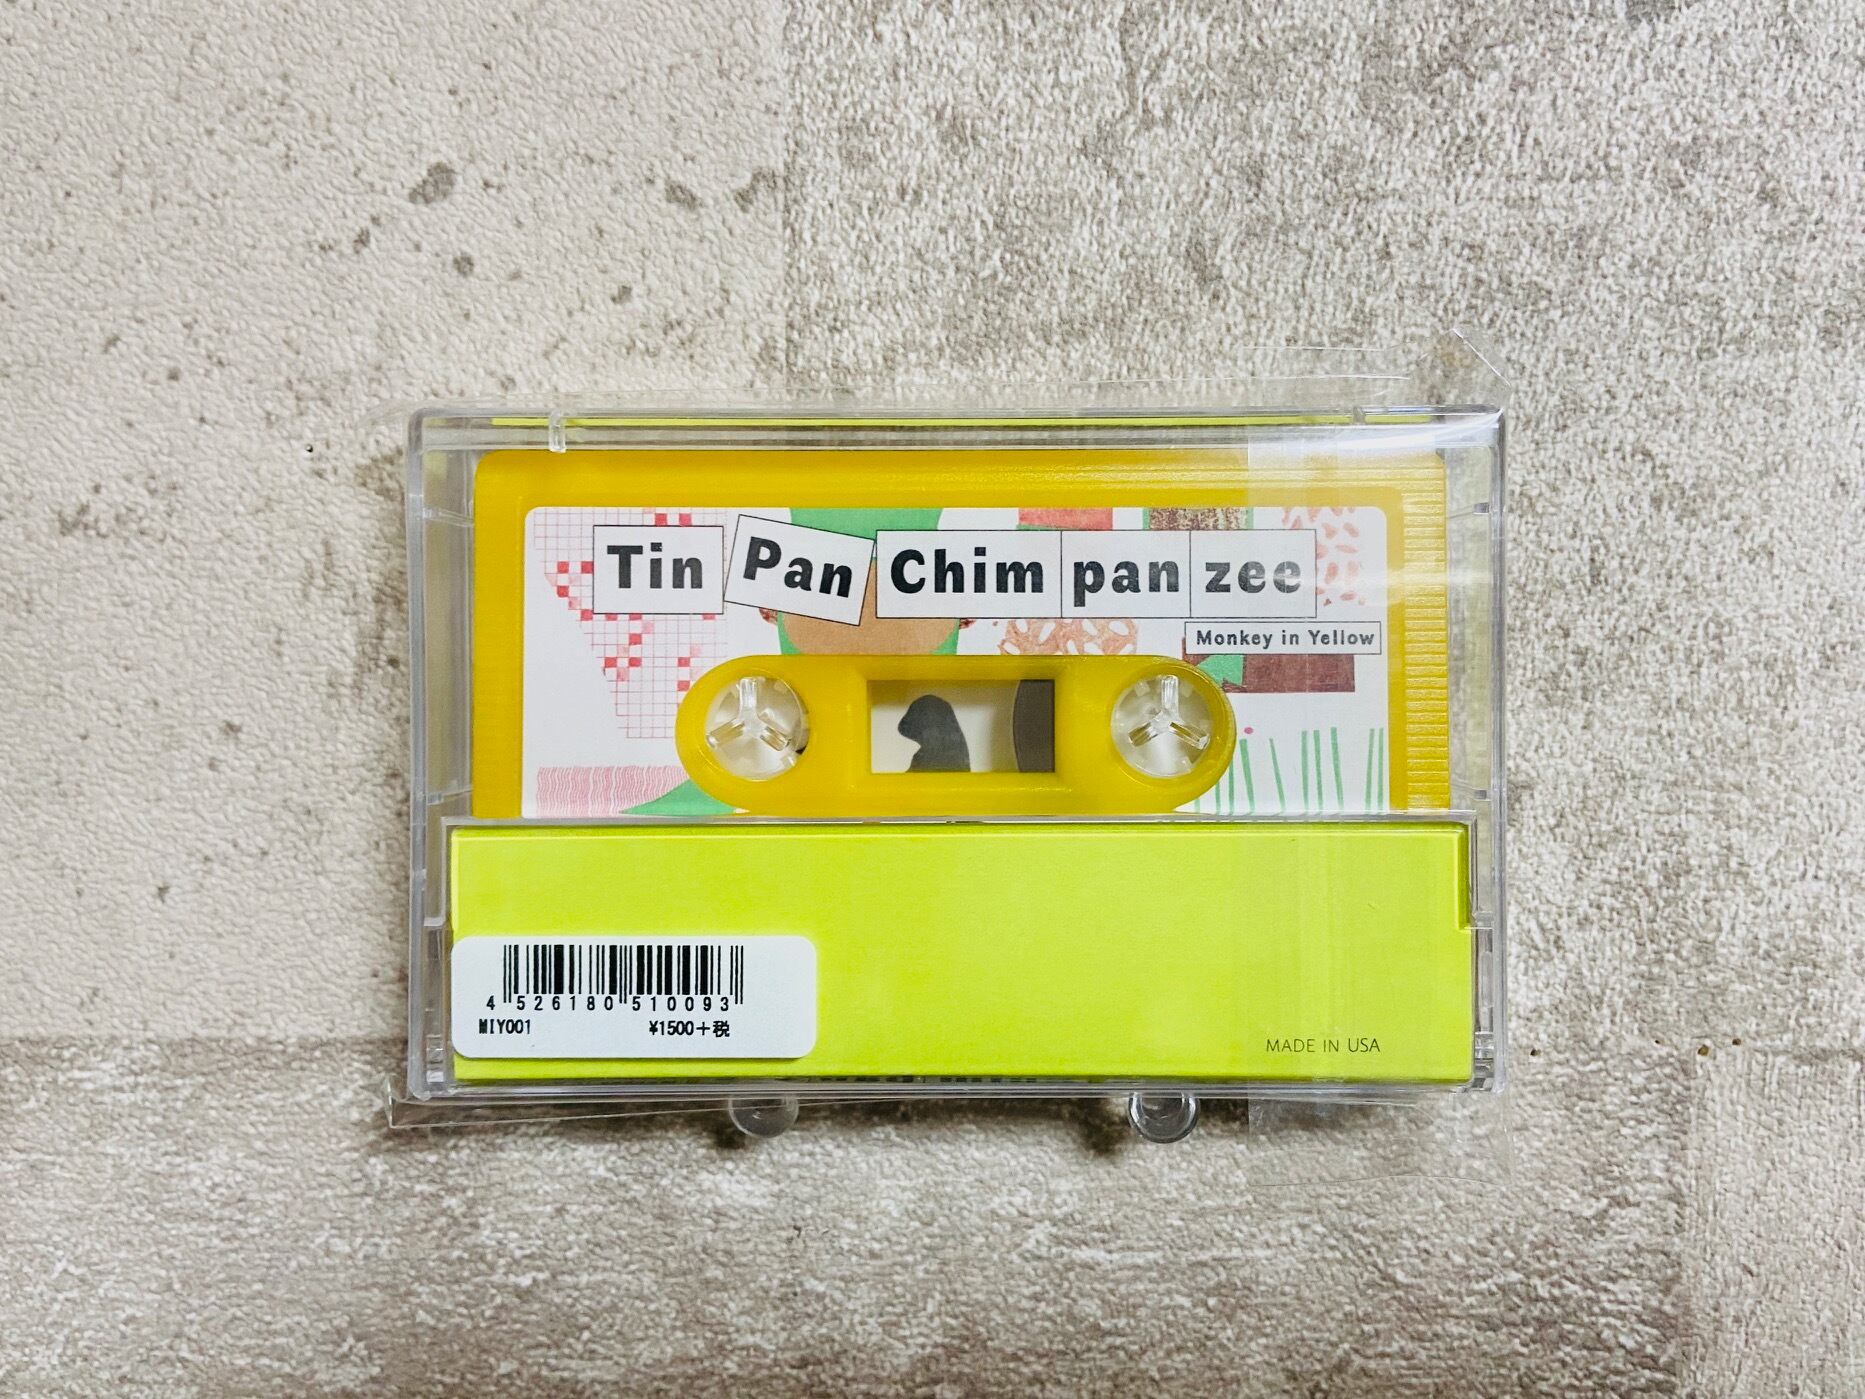 Tin Pan Chim pan zee
Monkey in Yellow
4 526180 510093
MIY001 ¥1500+税
MADE IN USA